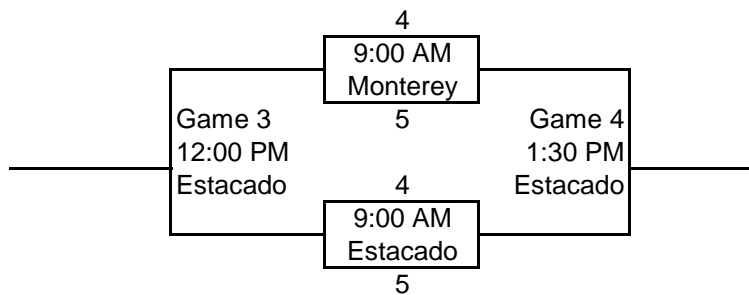 4
9:00 AM
Monterey
5
Game 3
12:00 PM
Estacado
Game 4
1:30 PM
Estacado
4
9:00 AM
Estacado
5